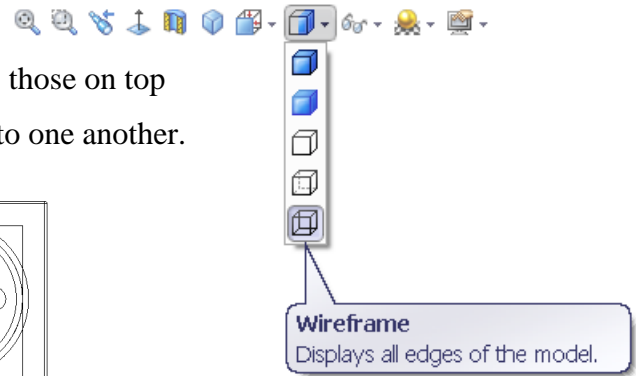 those on top
to one another.
Wireframe
Displays all edges of the model.